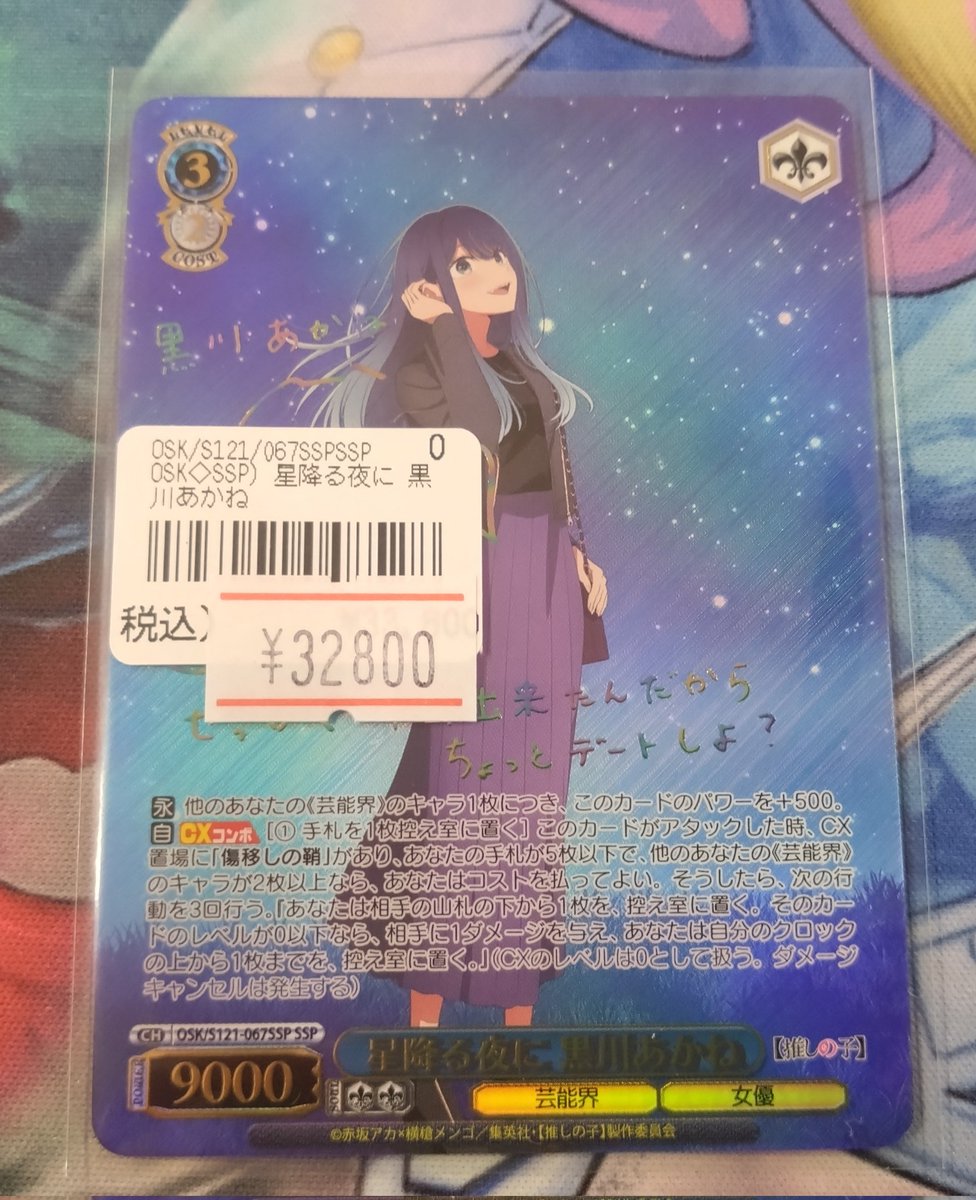 3
COST
黒川あかね
OSK/S121/067SSPSSP 0
OSK◇SSP) 星降る夜に 黒
川あかね
税込)
¥32800
出来たんだから
ちょっとデートしよ?
永 他のあなたの《芸能界》のキャラ1枚につき、このカードのパワーを+500。
自 CXコンボ [① 手札を1枚控え室に置く] このカードがアタックした時、CX
置場に「傷移しの鞘」があり、あなたの手札が5枚以下で、他のあなたの《芸能界》
のキャラが2枚以上なら、あなたはコストを払ってよい。そうしたら、次の行
動を3回行う。『あなたは相手の山札の下から1枚を、控え室に置く。そのカー
ドのレベルが0以下なら、相手に1ダメージを与え、あなたは自分のクロック
の上から1枚までを、控え室に置く。』(CXのレベルは0として扱う。ダメージ
キャンセルは発生する)
CH OSK/S121-067SSP SSP
星降る夜に 黒川あかね
【推しの子】
POWER 9000
SOUL
芸能界
女優
©赤坂アカ×横槍メンゴ/集英社・【推しの子】製作委員会